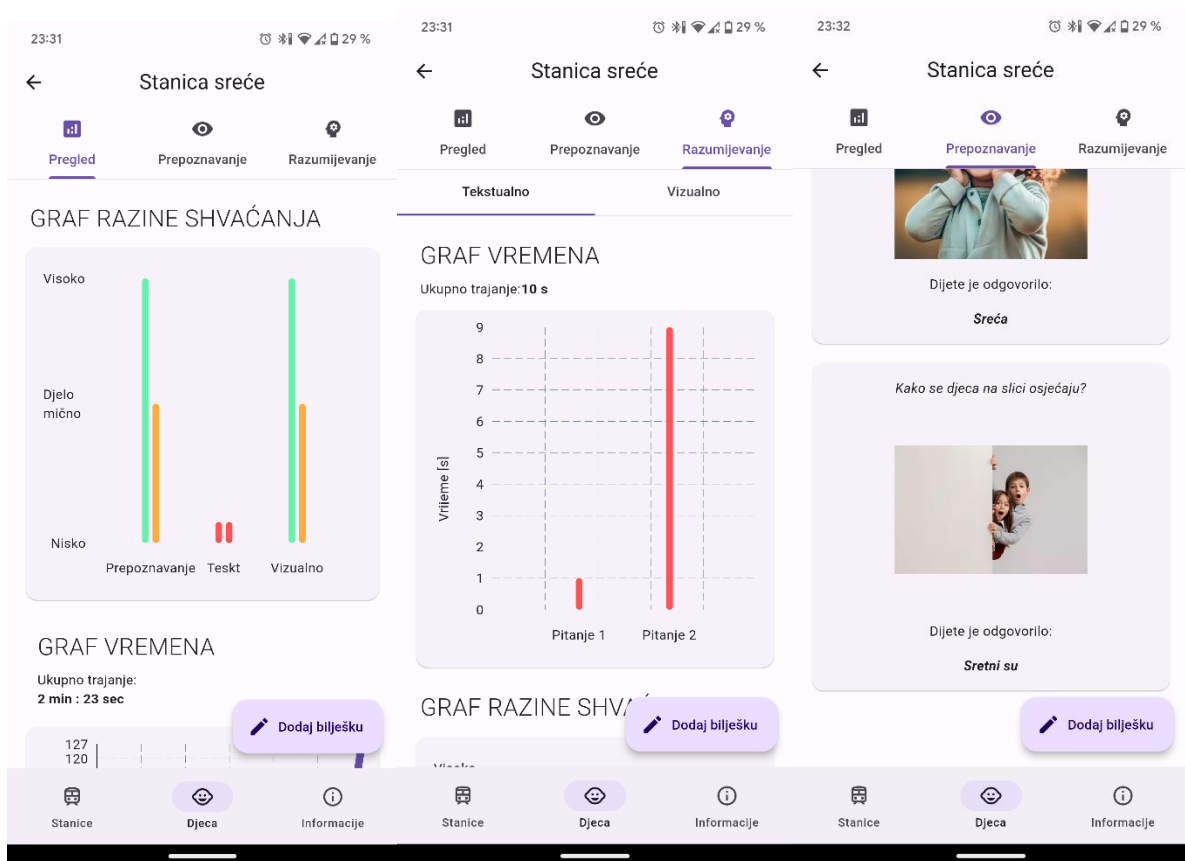 23:31
29 %
Stanica sreće
Pregled
Prepoznavanje
Razumijevanje
GRAF RAZINE SHVAĆANJA
Visoko
Djelo
mično
Nisko
Prepoznavanje
Teskt
Vizualno
GRAF VREMENA
Ukupno trajanje:
2 min : 23 sec
Dodaj bilješku
127
120
Stanice
Djeca
Informacije
23:31
29 %
Stanica sreće
Pregled
Prepoznavanje
Razumijevanje
Tekstualno
Vizualno
GRAF VREMENA
Ukupno trajanje:10 s
9
8
7
6
5
4
3
2
1
0
Vrijeme [s]
Pitanje 1
Pitanje 2
GRAF RAZINE SHVA
Dodaj bilješku
Stanice
Djeca
Informacije
23:32
29 %
Stanica sreće
Pregled
Prepoznavanje
Razumijevanje
Dijete je odgovorilo:
Sreća
Kako se djeca na slici osjećaju?
Dijete je odgovorilo:
Sretni su
Dodaj bilješku
Stanice
Djeca
Informacije